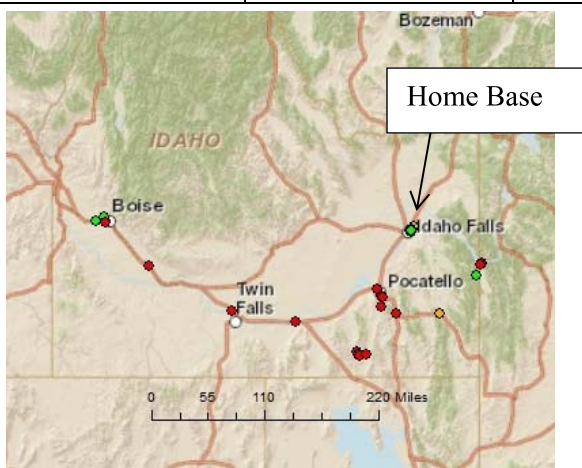 Bozeman
Home Base
IDAHO
Boise
Idaho Falls
Pocatello
Twin
Falls
0 55 110 220 Miles